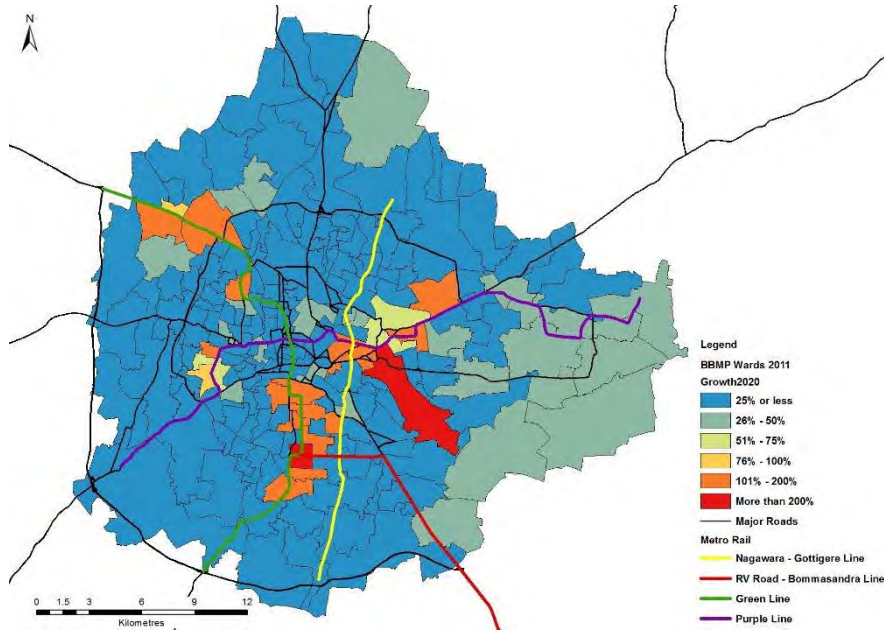 N
Legend
BBMP Wards 2011
Growth2020
25% or less
26% - 50%
51% - 75%
76% - 100%
101% - 200%
More than 200%
Major Roads
Metro Rail
Nagawara - Gottigere Line
RV Road - Bommasandra Line
Green Line
Purple Line
0 1.5 3 6 9 12
Kilometres